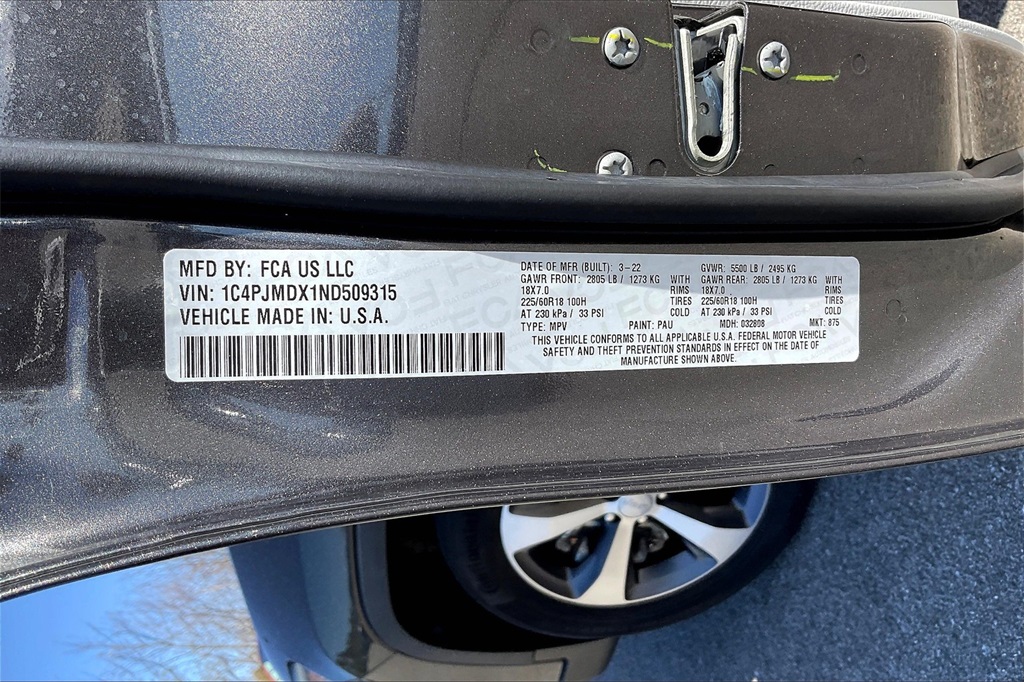 MFD BY: FCA US LLC
VIN: 1C4PJMDX1ND509315
VEHICLE MADE IN: U.S.A.
DATE OF MFR (BUILT): 3-22 GVWR: 5500 LB / 2495 KG
GAWR FRONT: 2805 LB / 1273 KG WITH GAWR REAR: 2805 LB / 1273 KG WITH
18X7.0 RIMS 18X7.0 RIMS
225/60R18 100H TIRES 225/60R18 100H TIRES
AT 230 kPa / 33 PSI COLD AT 230 kPa / 33 PSI COLD
TYPE: MPV PAINT: PAU MDH: 032808 MKT: 875
THIS VEHICLE CONFORMS TO ALL APPLICABLE U.S.A. FEDERAL MOTOR VEHICLE
SAFETY AND THEFT PREVENTION STANDARDS IN EFFECT ON THE DATE OF
MANUFACTURE SHOWN ABOVE.